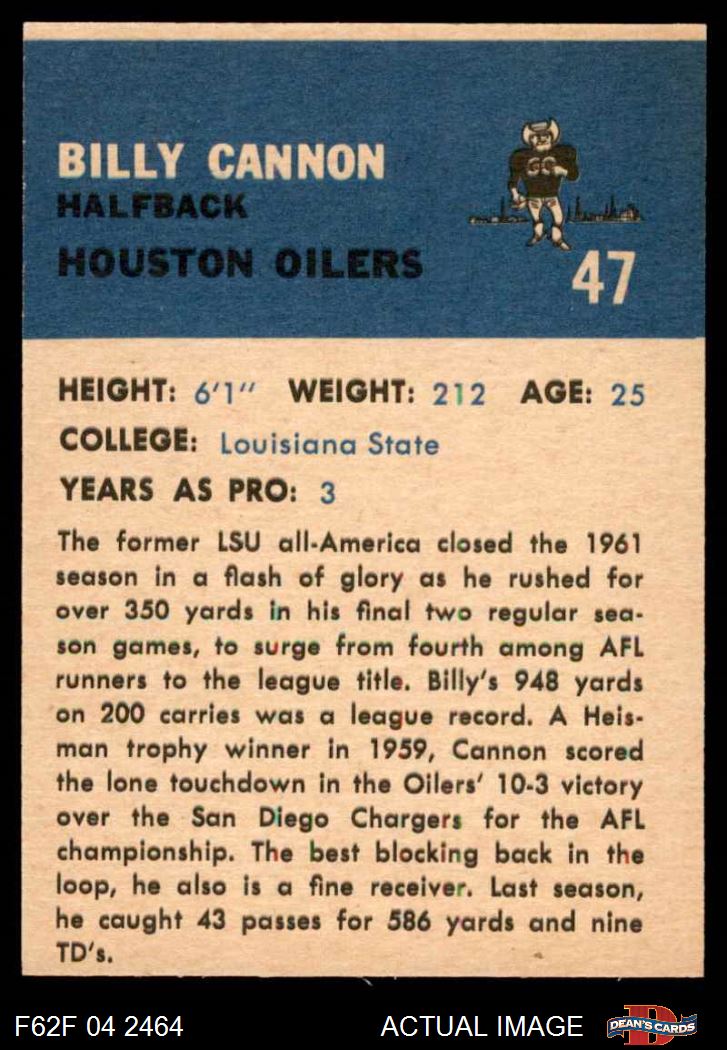 BILLY CANNON
HALFBACK
HOUSTON OILERS
47
HEIGHT: 6'1" WEIGHT: 212 AGE: 25
COLLEGE: Louisiana State
YEARS AS PRO: 3
The former LSU all-America closed the 1961
season in a flash of glory as he rushed for
over 350 yards in his final two regular sea-
son games, to surge from fourth among AFL
runners to the league title. Billy's 948 yards
on 200 carries was a league record. A Heis-
man trophy winner in 1959, Cannon scored
the lone touchdown in the Oilers' 10-3 victory
over the San Diego Chargers for the AFL
championship. The best blocking back in the
loop, he also is a fine receiver. Last season,
he caught 43 passes for 586 yards and nine
TD's.
F62F 04 2464 ACTUAL IMAGE D DEAN'S CARDS